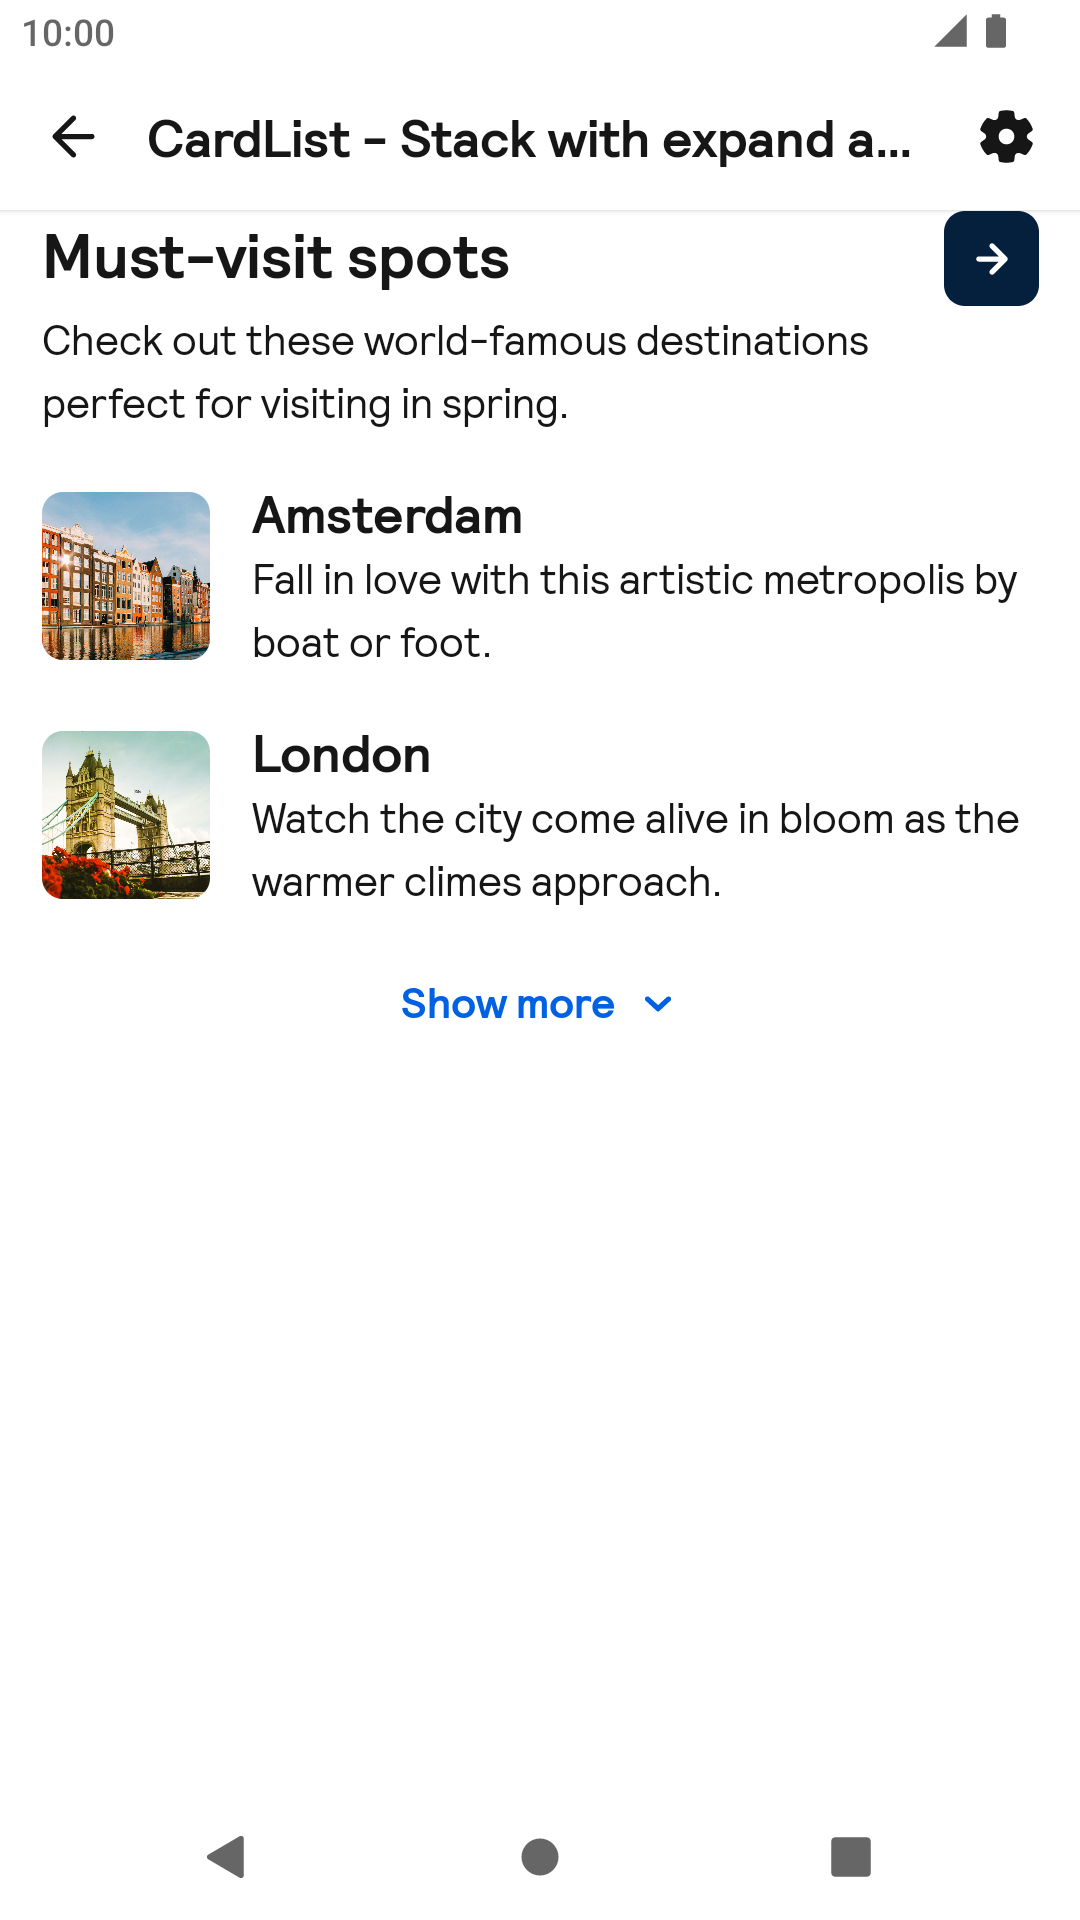 10:00
CardList - Stack with expand a...
Must-visit spots
Check out these world-famous destinations
perfect for visiting in spring.
Amsterdam
Fall in love with this artistic metropolis by
boat or foot.
London
Watch the city come alive in bloom as the
warmer climes approach.
Show more